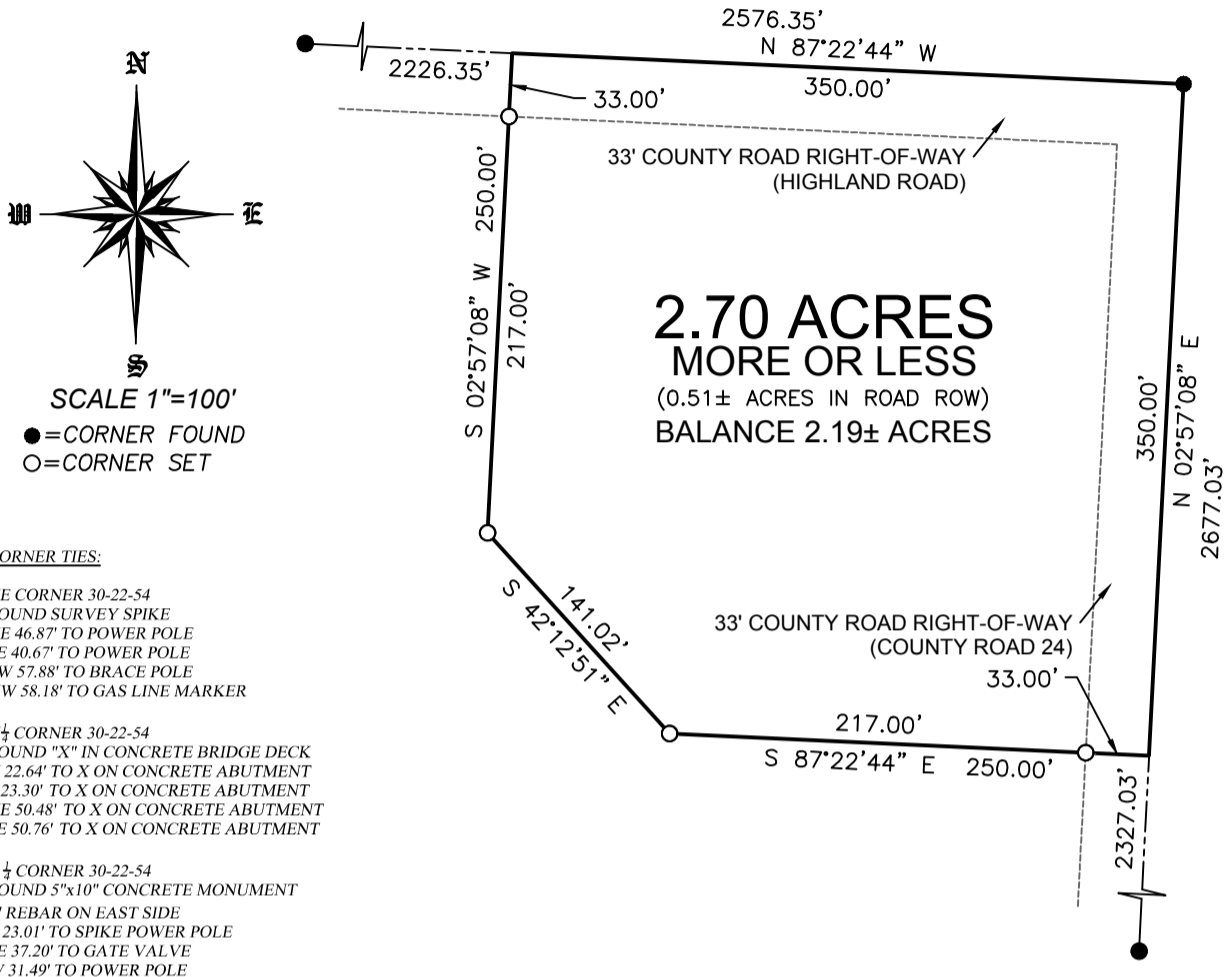 2576.35'
N 87°22'44" W
2226.35'
350.00'
33.00'
N
W
E
S
33' COUNTY ROAD RIGHT-OF-WAY
(HIGHLAND ROAD)
S 02°57'08" W 250.00'
217.00'
2.70 ACRES
MORE OR LESS
(0.51± ACRES IN ROAD ROW)
BALANCE 2.19± ACRES
350.00'
N 02°57'08" E
2677.03'
SCALE 1"=100'
●=CORNER FOUND
○=CORNER SET
141.02'
S 42°12'51" E
33' COUNTY ROAD RIGHT-OF-WAY
(COUNTY ROAD 24)
33.00'
217.00'
S 87°22'44" E 250.00'
2327.03'
ORNER TIES:
E CORNER 30-22-54
OUND SURVEY SPIKE
E 46.87' TO POWER POLE
E 40.67' TO POWER POLE
W 57.88' TO BRACE POLE
W 58.18' TO GAS LINE MARKER
¼ CORNER 30-22-54
OUND "X" IN CONCRETE BRIDGE DECK
22.64' TO X ON CONCRETE ABUTMENT
23.30' TO X ON CONCRETE ABUTMENT
E 50.48' TO X ON CONCRETE ABUTMENT
E 50.76' TO X ON CONCRETE ABUTMENT
¼ CORNER 30-22-54
OUND 5"x10" CONCRETE MONUMENT
' REBAR ON EAST SIDE
23.01' TO SPIKE POWER POLE
E 37.20' TO GATE VALVE
31.49' TO POWER POLE